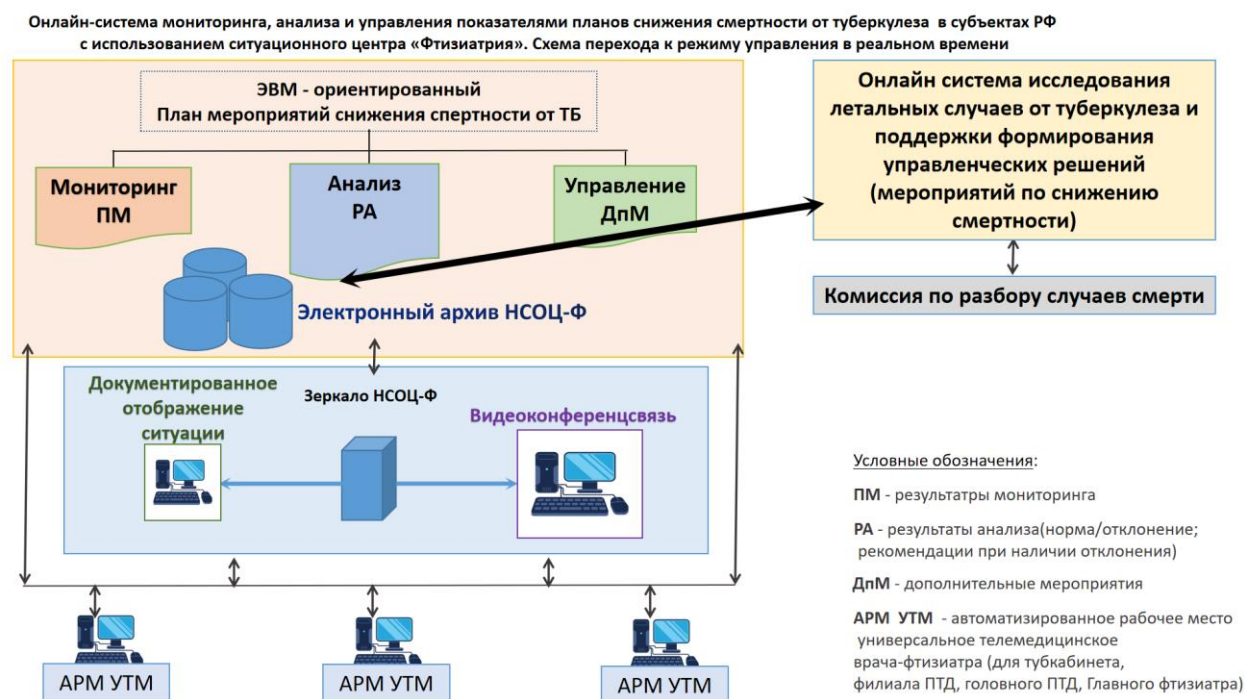 Онлайн-система мониторинга, анализа и управления показателями планов снижения смертности от туберкулеза в субъектах РФ
с использованием ситуационного центра «Фтизиатрия». Схема перехода к режиму управления в реальном времени
ЭВМ - ориентированный
План мероприятий снижения спертности от ТБ
Мониторинг
ПМ
Анализ
РА
Управление
ДпМ
Электронный архив НСОЦ-Ф
Онлайн система исследования
летальных случаев от туберкулеза и
поддержки формирования
управленческих решений
(мероприятий по снижению
смертности)
Комиссия по разбору случаев смерти
Документированное
отображение
ситуации
Зеркало НСОЦ-Ф
Видеоконференцсвязь
АРМ УТМ
АРМ УТМ
АРМ УТМ
Условные обозначения:
ПМ - результатры мониторинга
РА - результаты анализа(норма/отклонение;
рекомендации при наличии отклонения)
ДпМ - дополнительные мероприятия
АРМ УТМ - автоматизированное рабочее место
универсальное телемедицинское
врача-фтизиатра (для тубкабинета,
филиала ПТД, головного ПТД, Главного фтизиатра)